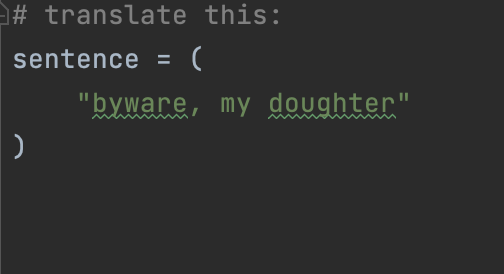 # translate this:
sentence = (
    "byware, my doughter"
)